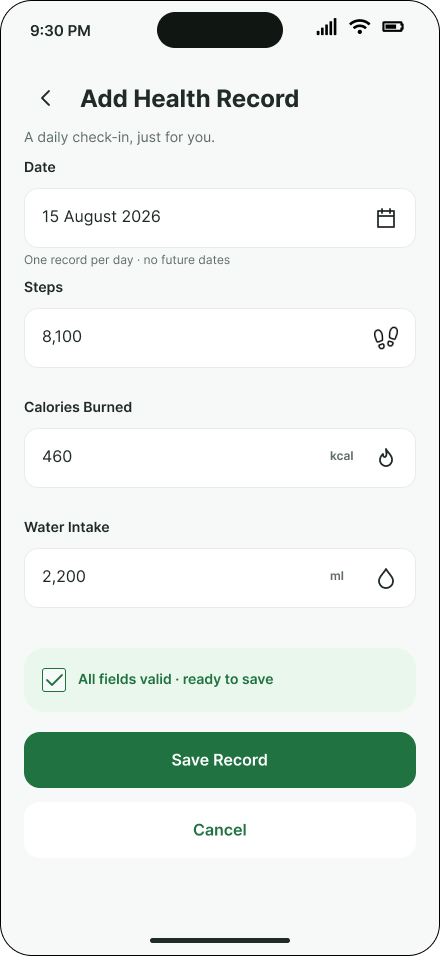 9:30 PM
Add Health Record
A daily check-in, just for you.
Date
15 August 2026
One record per day · no future dates
Steps
8,100
Calories Burned
460 kcal
Water Intake
2,200 ml
All fields valid · ready to save
Save Record
Cancel